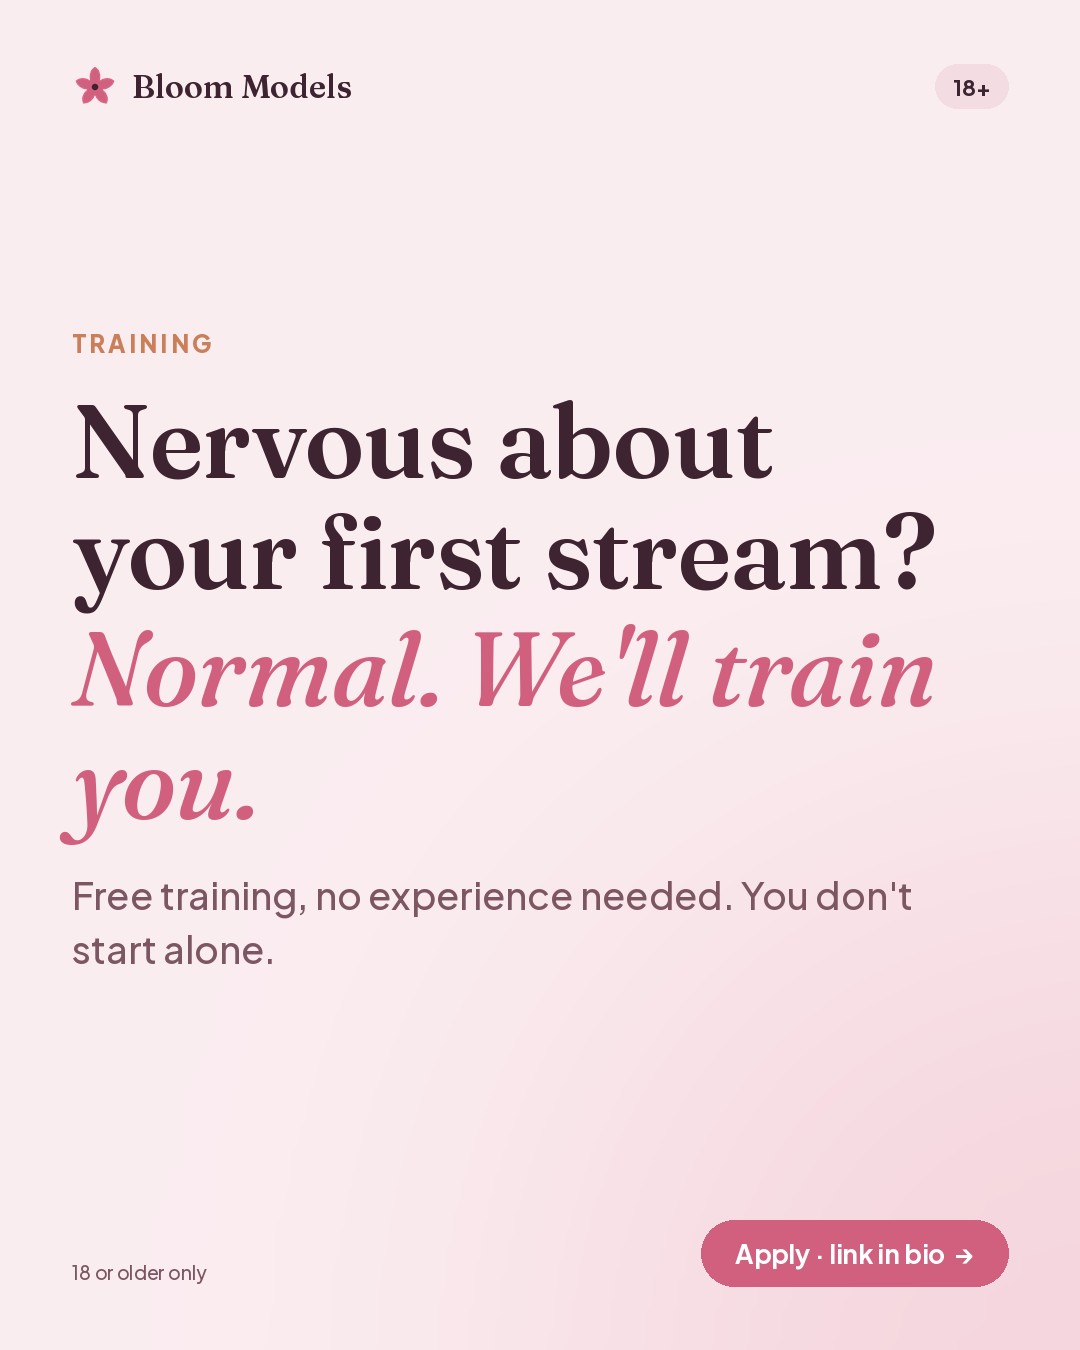 Bloom Models
18+
TRAINING
Nervous about
your first stream?
Normal. We'll train
you.
Free training, no experience needed. You don't
start alone.
18 or older only
Apply · link in bio →